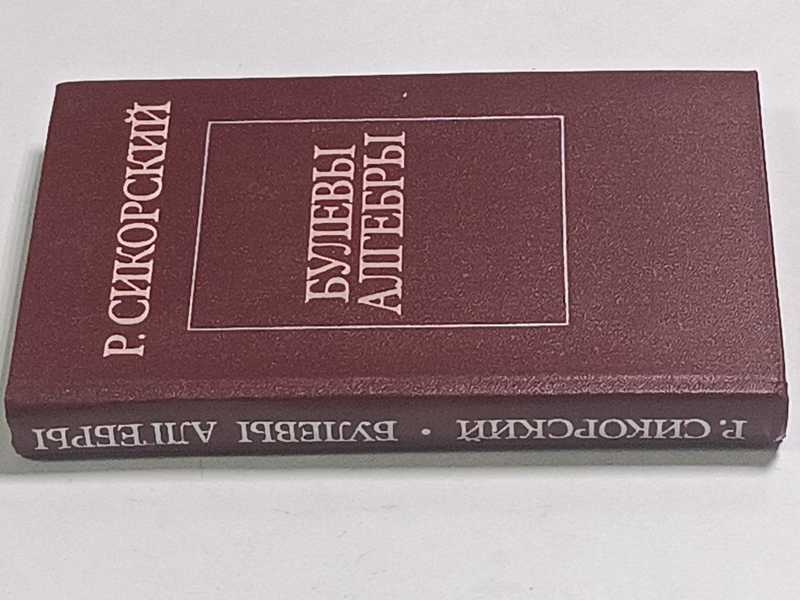 Р. СИКОРСКИЙ
БУЛЕВЫ
АЛГЕБРЫ
Р. СИКОРСКИЙ • БУЛЕВЫ АЛГЕБРЫ